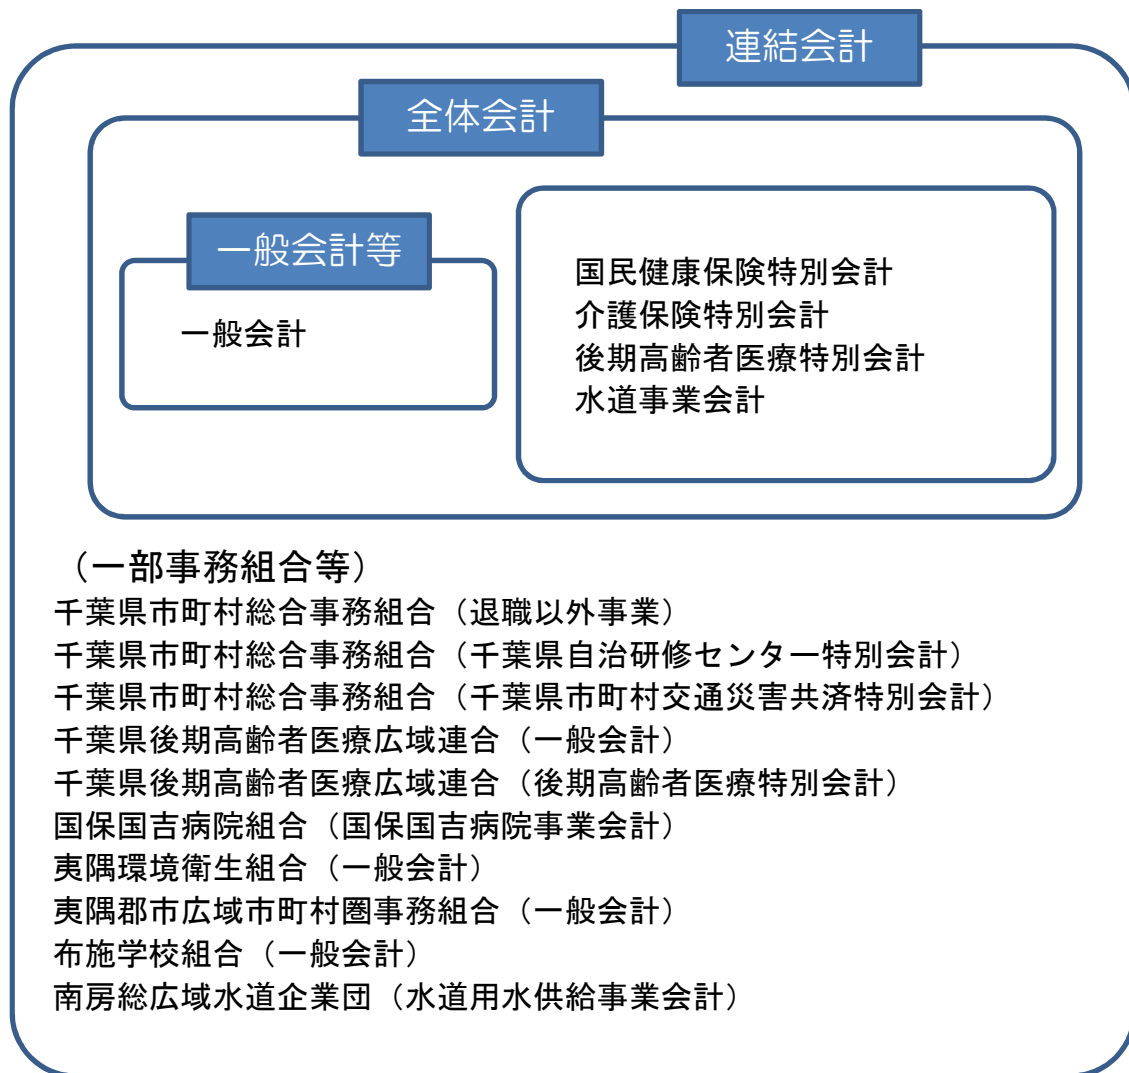 連結会計
全体会計
一般会計等
一般会計
国民健康保険特別会計
介護保険特別会計
後期高齢者医療特別会計
水道事業会計
（一部事務組合等）
千葉県市町村総合事務組合（退職以外事業）
千葉県市町村総合事務組合（千葉県自治研修センター特別会計）
千葉県市町村総合事務組合（千葉県市町村交通災害共済特別会計）
千葉県後期高齢者医療広域連合（一般会計）
千葉県後期高齢者医療広域連合（後期高齢者医療特別会計）
国保国吉病院組合（国保国吉病院事業会計）
夷隅環境衛生組合（一般会計）
夷隅郡市広域市町村圏事務組合（一般会計）
布施学校組合（一般会計）
南房総広域水道企業団（水道用水供給事業会計）